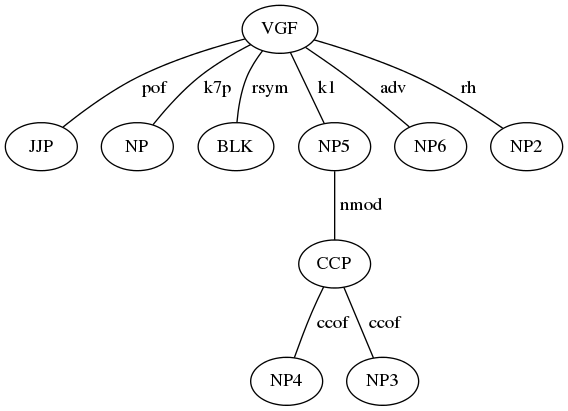 VGF
pof k7p rsym k1 adv rh
JJP NP BLK NP5 NP6 NP2
nmod
CCP
ccof ccof
NP4 NP3